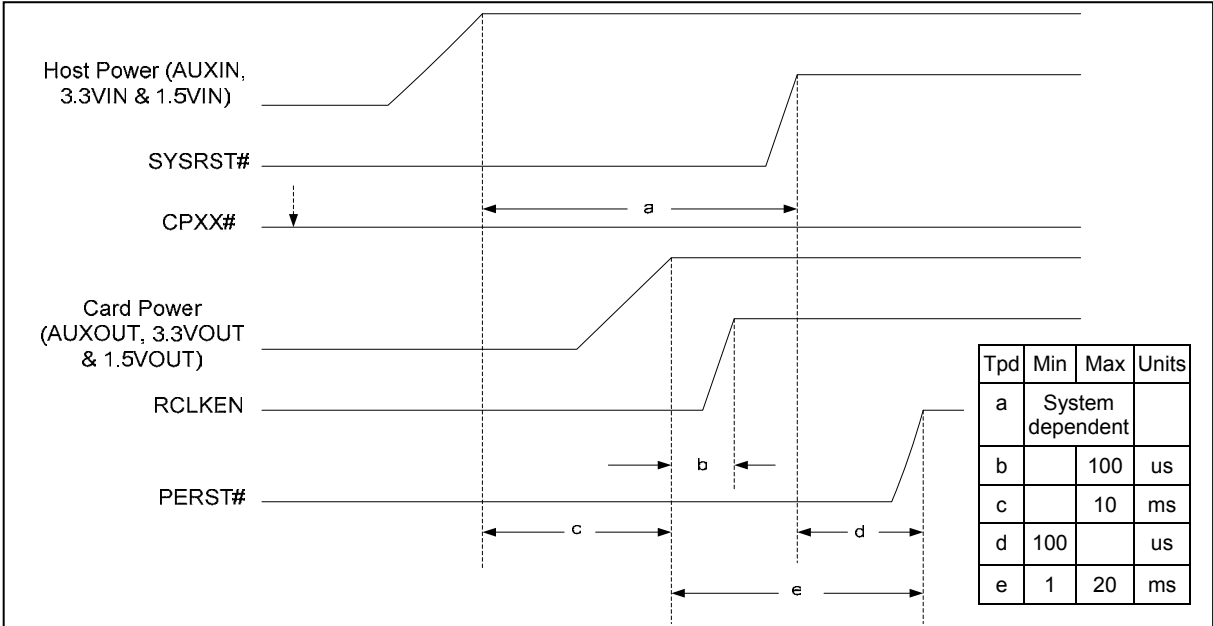 Host Power (AUXIN,
3.3VIN & 1.5VIN)
SYSRST#
a
CPXX#
Card Power
(AUXOUT, 3.3VOUT
& 1.5VOUT)
RCLKEN
b
PERST#
c
d
e
Tpd Min Max Units
a System
dependent
b 100 us
c 10 ms
d 100 us
e 1 20 ms